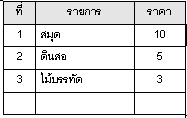 ที่ รายการ ราคา
1 สมุด 10
2 ดินสอ 5
3 ไม้บรรทัด 3